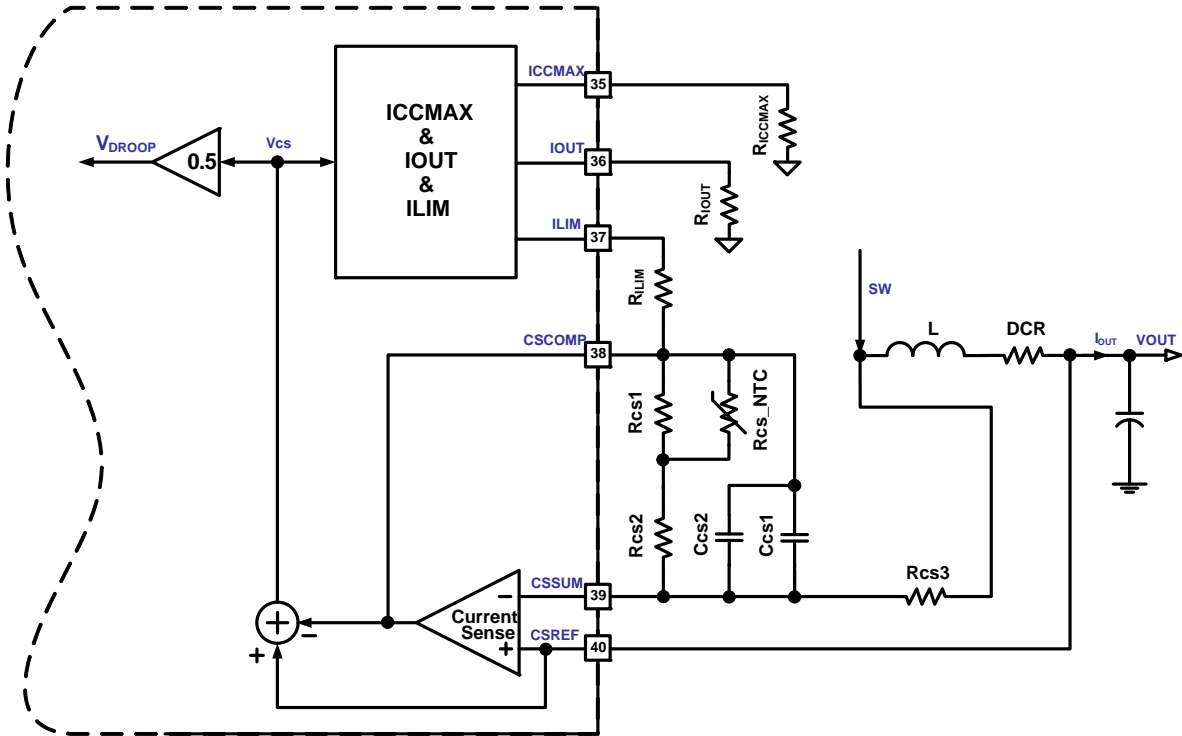 ICCMAX
35
ICCMAX
&
IOUT
&
ILIM
RICCMAX
VDROOP
0.5
Vcs
IOUT
36
RIOUT
ILIM
37
RILIM
SW
CSCOMP
38
L
DCR
IOUT
VOUT
Rcs1
Rcs_NTC
Rcs2
Ccs2
Ccs1
CSSUM
39
Rcs3
Current
Sense
CSREF
40
+
−
+
−
+